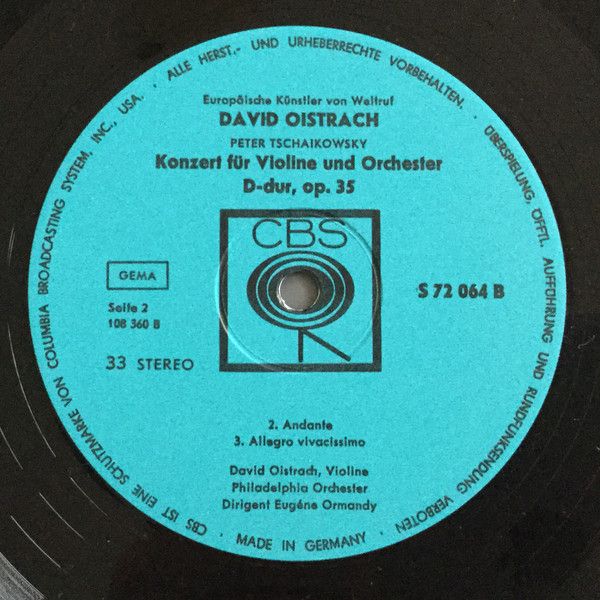 · ALLE HERST.- UND URHEBERRECHTE VORBEHALTEN. · ÜBERSPIELUNG, ÖFFTL. AUFFÜHRUNG UND RUNDFUNKSENDUNG VERBOTEN
Europäische Künstler von Weltruf
DAVID OISTRACH
PETER TSCHAIKOWSKY
Konzert für Violine und Orchester
D-dur, op. 35
CBS
GEMA
S 72 064 B
Seite 2
108 360 B
33 STEREO
2. Andante
3. Allegro vivacissimo
David Oistrach, Violine
Philadelphia Orchester
Dirigent Eugéne Ormandy
· MADE IN GERMANY ·
CBS IST EINE SCHUTZMARKE VON COLUMBIA BROADCASTING SYSTEM, INC., USA.